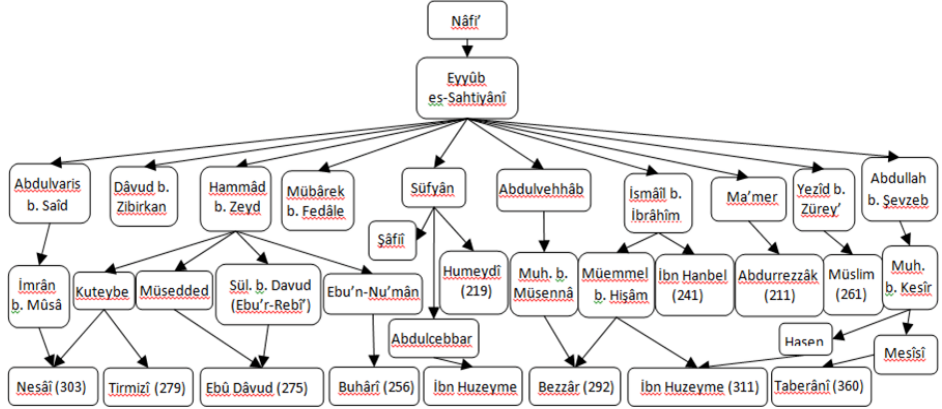 Nâfi’
Eyyûb
es-Sahtiyânî
Abdulvaris
b. Saîd
Dâvud b.
Zibirkan
Hammâd
b. Zeyd
Mübârek
b. Fedâle
Süfyân
Abdulvehhâb
İsmâîl b.
İbrâhîm
Ma’mer
Yezîd b.
Zürey’
Abdullah
b. Şevzeb
Şâfiî
İmrân
b. Mûsâ
Kuteybe
Müsedded
Sül. b. Davud
(Ebu’r-Rebî’)
Ebu’n-Nu’mân
Humeydî
(219)
Muh. b.
Müsennâ
Müemmel
b. Hişâm
İbn Hanbel
(241)
Abdurrezzâk
(211)
Müslim
(261)
Muh.
b. Kesîr
Abdulcebbar
Hasen
Mesîsî
Nesâî (303)
Tirmizî (279)
Ebû Dâvud (275)
Buhârî (256)
İbn Huzeyme
Bezzâr (292)
İbn Huzeyme (311)
Taberânî (360)